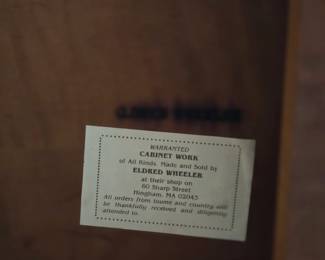 WARRANTED
CABINET WORK
of All Kinds. Made and Sold by
ELDRED WHEELER
at their shop on
60 Sharp Street
Hingham, MA 02043
All orders from towne and country will
be thankfully received and diligently
attended to.